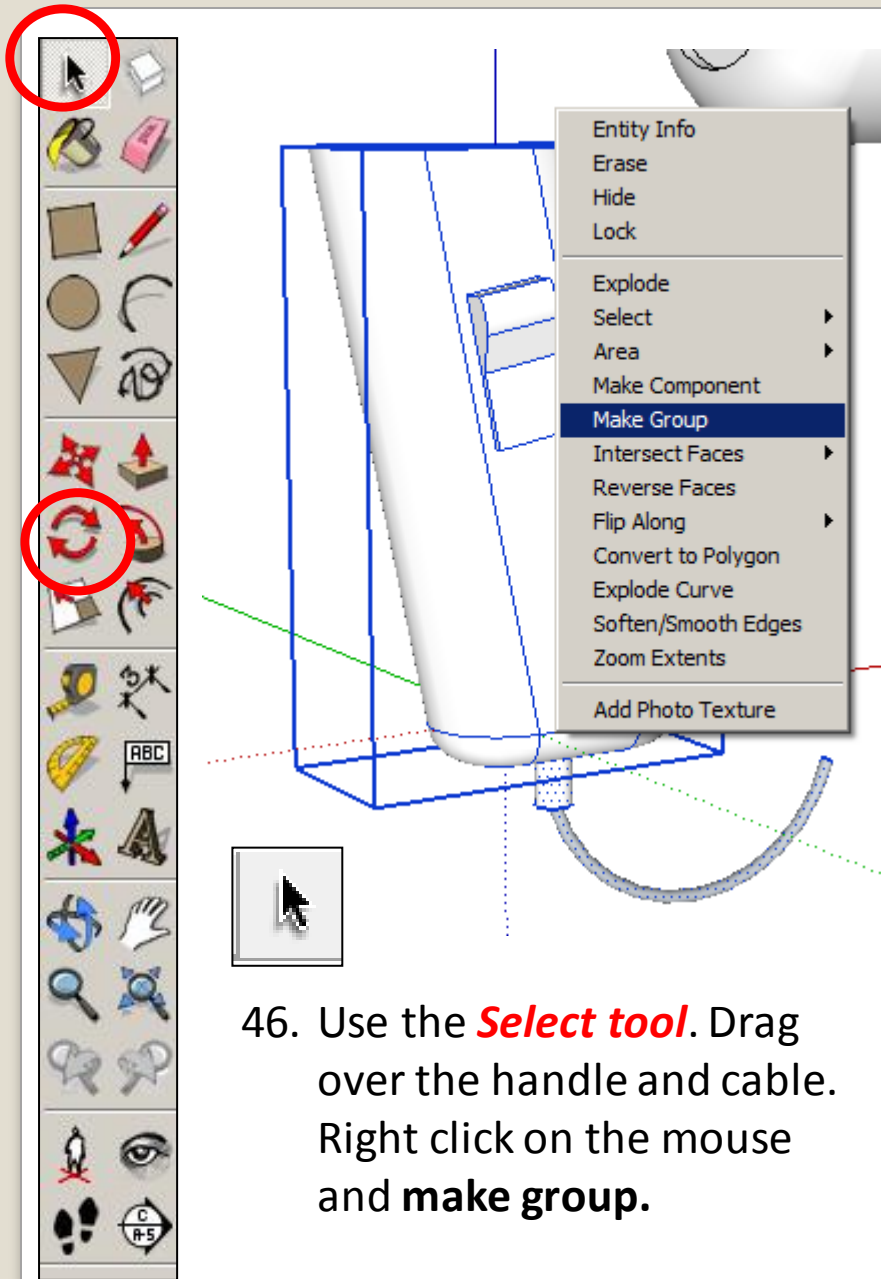 Entity Info
Erase
Hide
Lock
Explode
Select
Area
Make Component
Make Group
Intersect Faces
Reverse Faces
Flip Along
Convert to Polygon
Explode Curve
Soften/Smooth Edges
Zoom Extents
Add Photo Texture
ABC
A
C
A-5
46. Use the Select tool. Drag
over the handle and cable.
Right click on the mouse
and make group.